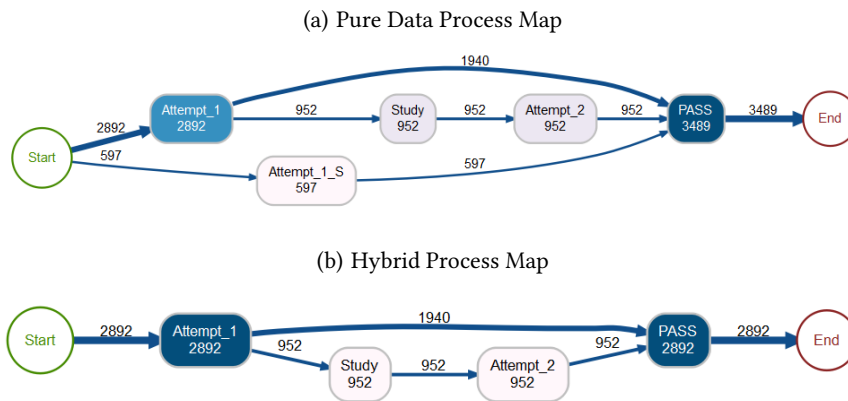 (a) Pure Data Process Map
1940
Attempt_1
2892
952
Study
952
952
Attempt_2
952
952
PASS
3489
3489
End
2892
Start
597
Attempt_1_S
597
597
(b) Hybrid Process Map
Start
2892
Attempt_1
2892
1940
PASS
2892
2892
End
952
Study
952
952
Attempt_2
952
952